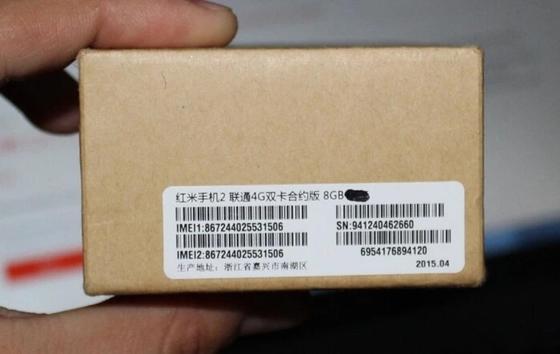 红米手机2 联通4G双卡合约版 8GB
IMEI1:867244025531506 SN:941240462660
IMEI2:867244025531506 6954176894120
生产地址: 浙江省嘉兴市南湖区 2015.04